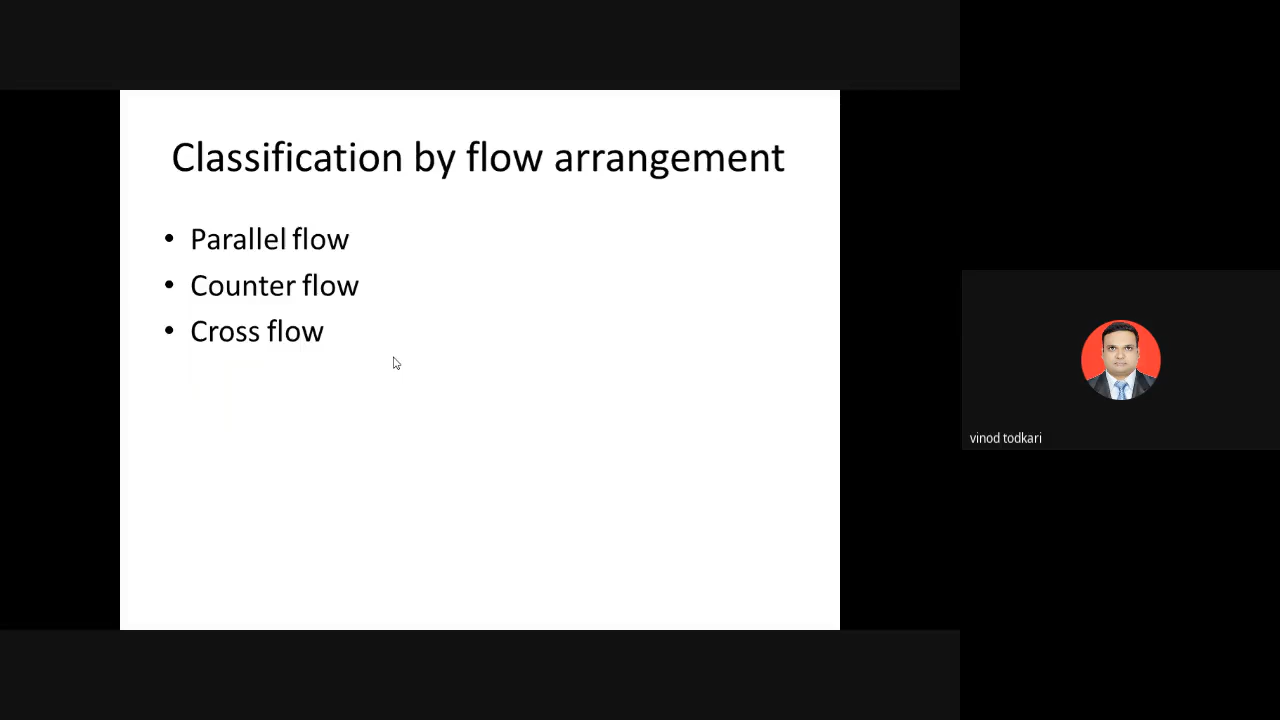 Classification by flow arrangement
• Parallel flow
• Counter flow
• Cross flow
vinod todkari